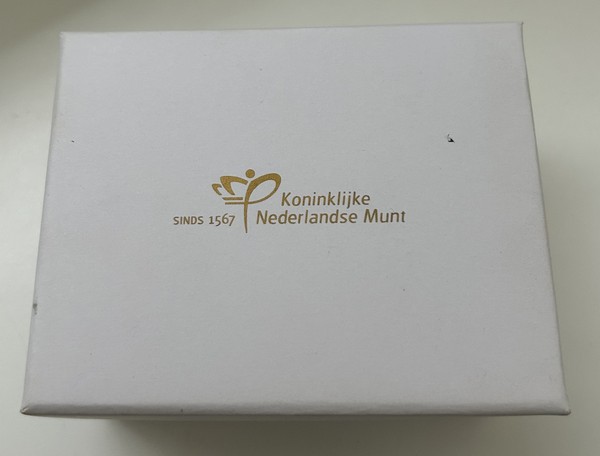 Koninklijke
SINDS 1567 Nederlandse Munt